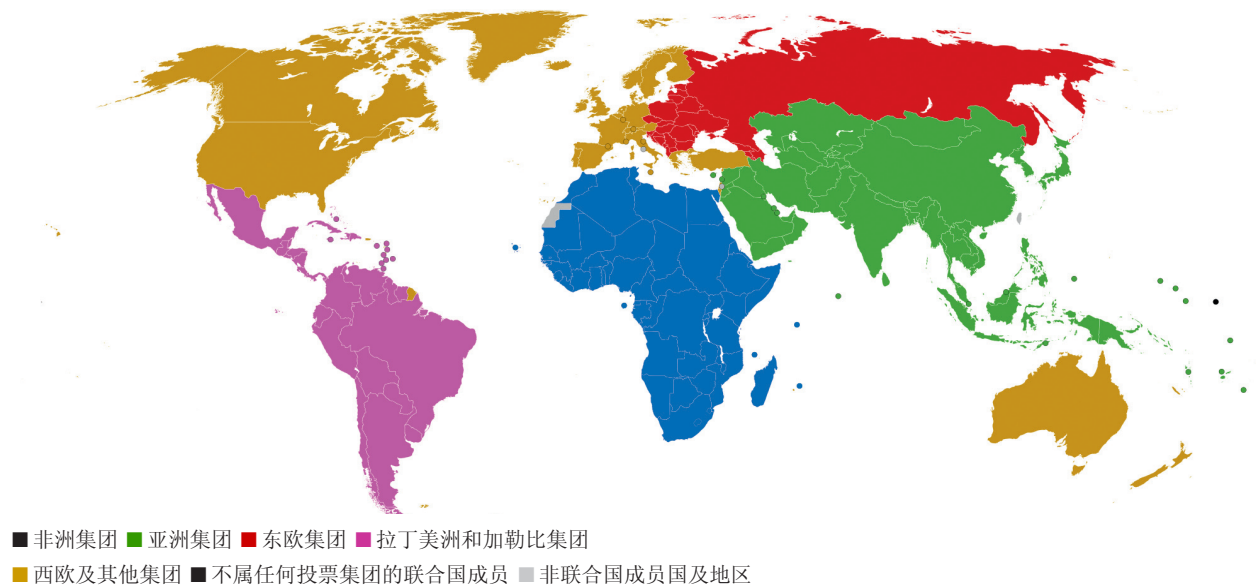 非洲集团 亚洲集团 东欧集团 拉丁美洲和加勒比集团
西欧及其他集团 不属任何投票集团的联合国成员 非联合国成员国及地区